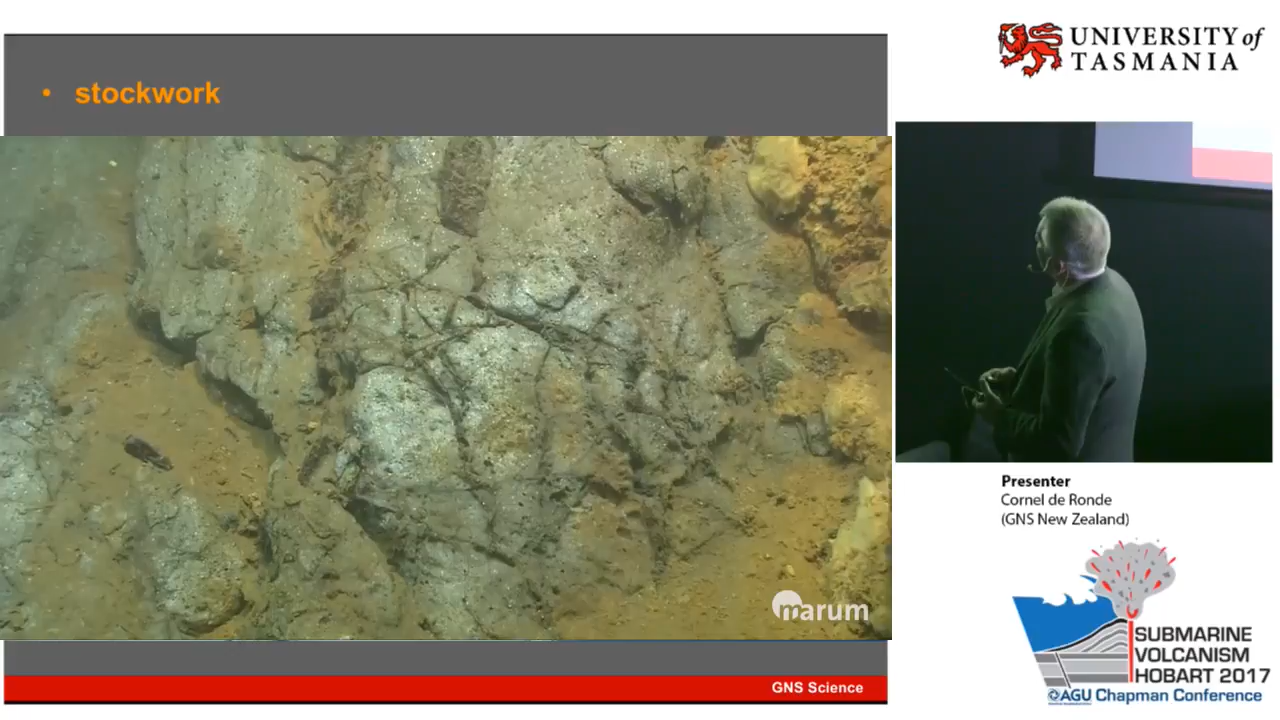 • stockwork
marum
GNS Science
UNIVERSITY of
TASMANIA
Presenter
Cornel de Ronde
(GNS New Zealand)
SUBMARINE
VOLCANISM
HOBART 2017
AGU Chapman Conference